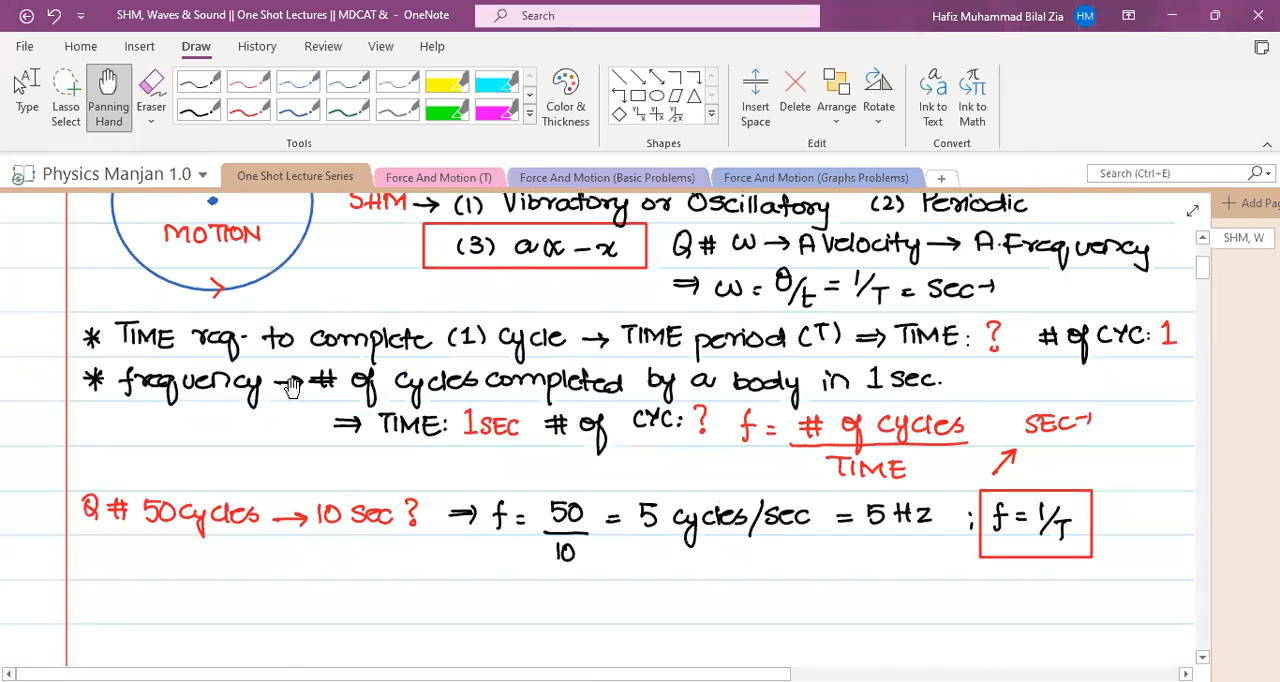 SHM, Waves & Sound || One Shot Lectures || MDCAT & - OneNote
Search
Hafiz Muhammad Bilal Zia HM
File Home Insert Draw View History Review View Help
Type Lasso Select Panning Hand Eraser Color & Thickness Insert Space Delete Arrange Rotate Ink to Text Ink to Math
Tools Shapes Edit Convert
Physics Manjan 1.0 One Shot Lecture Series Force And Motion (T) Force And Motion (Basic Problems) Force And Motion (Graphs Problems) + Search (Ctrl+E)
+ Add Pag
SHM, W
SHM → (1) Vibratory or Oscillatory (2) Periodic
MOTION
(3) a ∝ -x Q # ω → A Velocity → A. Frequency
⇒ ω = θ/t = 1/T = Sec⁻¹
* TIME req. to complete (1) cycle → TIME period (T) ⇒ TIME: ? # of CYC: 1
* frequency → # of cycles completed by a body in 1 sec.
⇒ TIME: 1SEC # of CYC: ? f = # of cycles / TIME SEC⁻¹
Q # 50 cycles → 10 sec? ⇒ f = 50/10 = 5 cycles/sec = 5 Hz ; f = 1/T